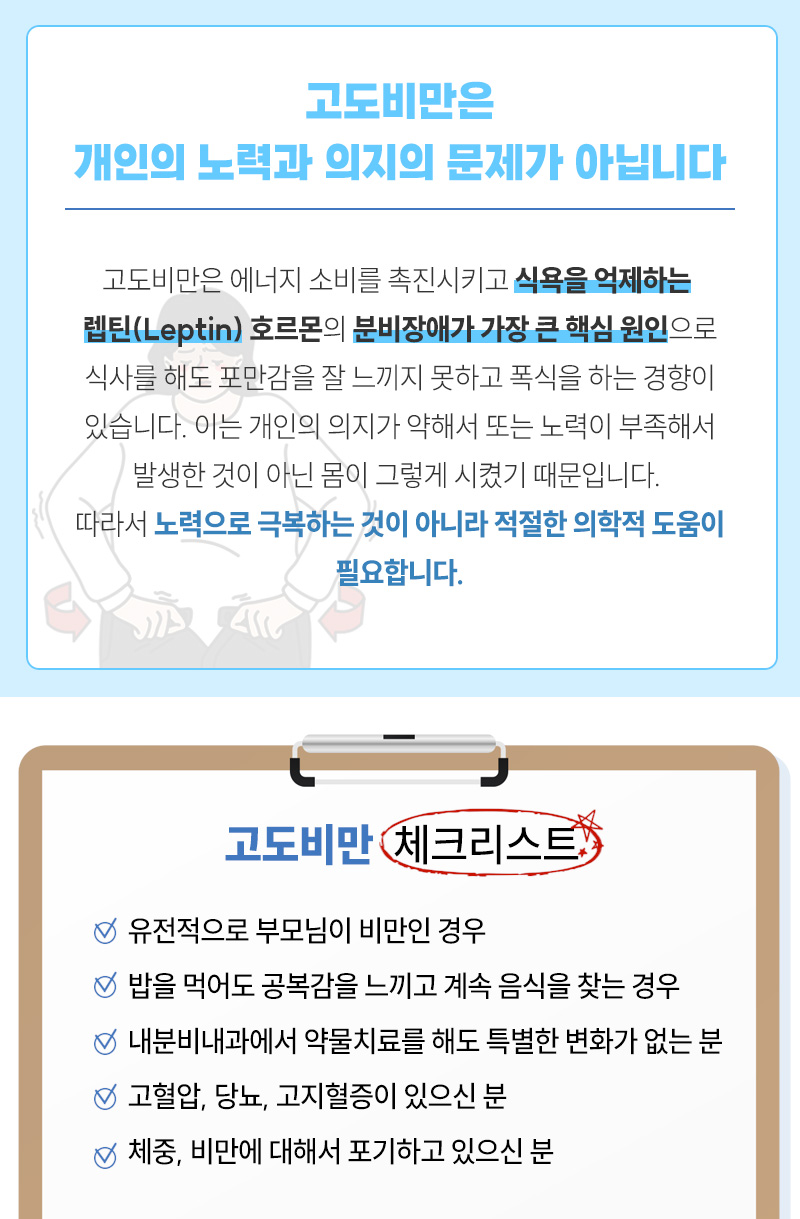 고도비만은
개인의 노력과 의지의 문제가 아닙니다
고도비만은 에너지 소비를 촉진시키고 식욕을 억제하는
렙틴(Leptin) 호르몬의 분비장애가 가장 큰 핵심 원인으로
식사를 해도 포만감을 잘 느끼지 못하고 폭식을 하는 경향이
있습니다. 이는 개인의 의지가 약해서 또는 노력이 부족해서
발생한 것이 아닌 몸이 그렇게 시켰기 때문입니다.
따라서 노력으로 극복하는 것이 아니라 적절한 의학적 도움이
필요합니다.
고도비만 체크리스트
유전적으로 부모님이 비만인 경우
밥을 먹어도 공복감을 느끼고 계속 음식을 찾는 경우
내분비내과에서 약물치료를 해도 특별한 변화가 없는 분
고혈압, 당뇨, 고지혈증이 있으신 분
체중, 비만에 대해서 포기하고 있으신 분